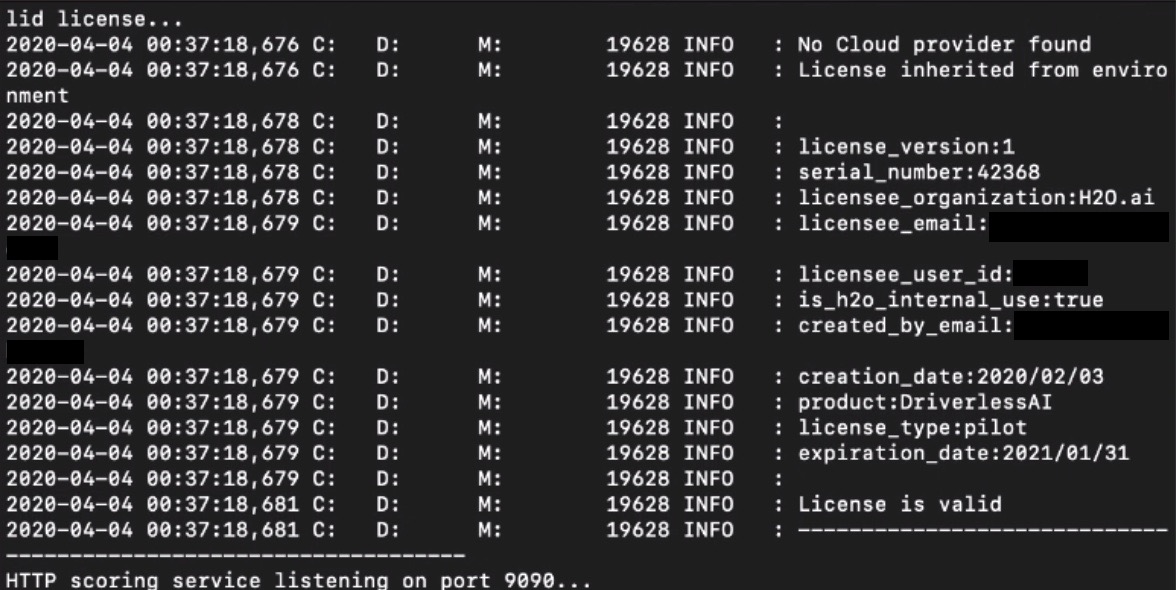 lid license...
2020-04-04 00:37:18,676 C: D: M: 19628 INFO : No Cloud provider found
2020-04-04 00:37:18,676 C: D: M: 19628 INFO : License inherited from enviro
nment
2020-04-04 00:37:18,678 C: D: M: 19628 INFO :
2020-04-04 00:37:18,678 C: D: M: 19628 INFO : license_version:1
2020-04-04 00:37:18,678 C: D: M: 19628 INFO : serial_number:42368
2020-04-04 00:37:18,678 C: D: M: 19628 INFO : licensee_organization:H2O.ai
2020-04-04 00:37:18,679 C: D: M: 19628 INFO : licensee_email:
2020-04-04 00:37:18,679 C: D: M: 19628 INFO : licensee_user_id:
2020-04-04 00:37:18,679 C: D: M: 19628 INFO : is_h2o_internal_use:true
2020-04-04 00:37:18,679 C: D: M: 19628 INFO : created_by_email:
2020-04-04 00:37:18,679 C: D: M: 19628 INFO : creation_date:2020/02/03
2020-04-04 00:37:18,679 C: D: M: 19628 INFO : product:DriverlessAI
2020-04-04 00:37:18,679 C: D: M: 19628 INFO : license_type:pilot
2020-04-04 00:37:18,679 C: D: M: 19628 INFO : expiration_date:2021/01/31
2020-04-04 00:37:18,679 C: D: M: 19628 INFO :
2020-04-04 00:37:18,681 C: D: M: 19628 INFO : License is valid
2020-04-04 00:37:18,681 C: D: M: 19628 INFO : -----------------------------
------------------------------------
HTTP scoring service listening on port 9090...